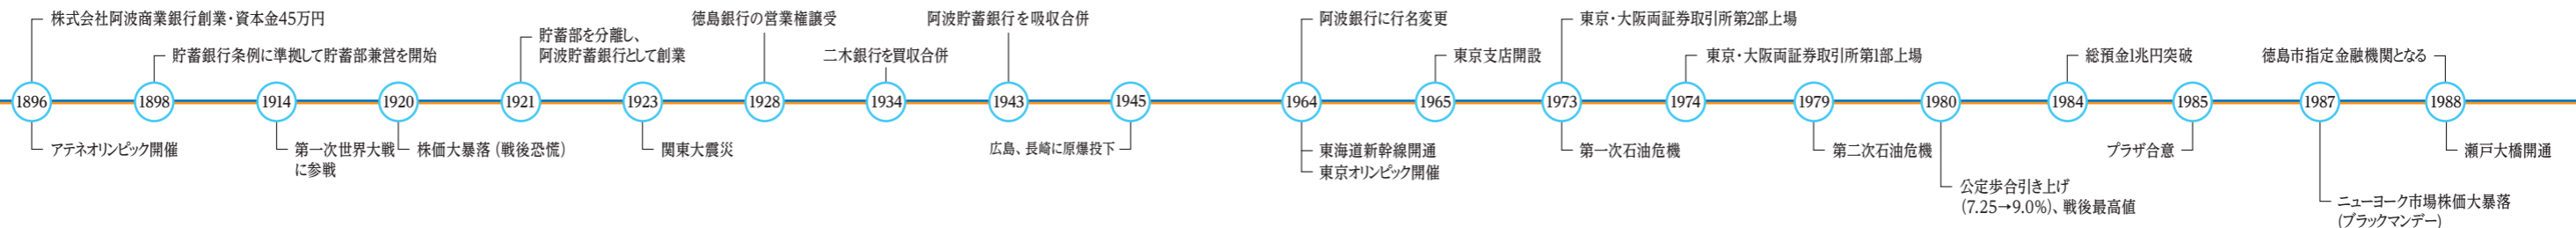 株式会社阿波商業銀行創業・資本金45万円
貯蓄銀行条例に準拠して貯蓄部兼営を開始
貯蓄部を分離し、
阿波貯蓄銀行として創業
徳島銀行の営業権譲受
二木銀行を買収合併
阿波貯蓄銀行を吸収合併
阿波銀行に行名変更
東京支店開設
東京・大阪両証券取引所第2部上場
東京・大阪両証券取引所第1部上場
総預金1兆円突破
徳島市指定金融機関となる
1896
1898
1914
1920
1921
1923
1928
1934
1943
1945
1964
1965
1973
1974
1979
1980
1984
1985
1987
1988
アテネオリンピック開催
第一次世界大戦
に参戦
株価大暴落（戦後恐慌）
関東大震災
広島、長崎に原爆投下
東海道新幹線開通
東京オリンピック開催
第一次石油危機
第二次石油危機
公定歩合引き上げ
（7.25→9.0%）、戦後最高値
プラザ合意
ニューヨーク市場株価大暴落
（ブラックマンデー）
瀬戸大橋開通